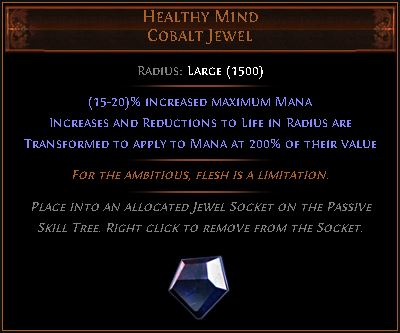 Healthy Mind
Cobalt Jewel
Radius: Large (1500)
(15-20)% increased maximum Mana
Increases and Reductions to Life in Radius are
Transformed to apply to Mana at 200% of their value
For the ambitious, flesh is a limitation.
Place into an allocated Jewel Socket on the Passive
Skill Tree. Right click to remove from the Socket.